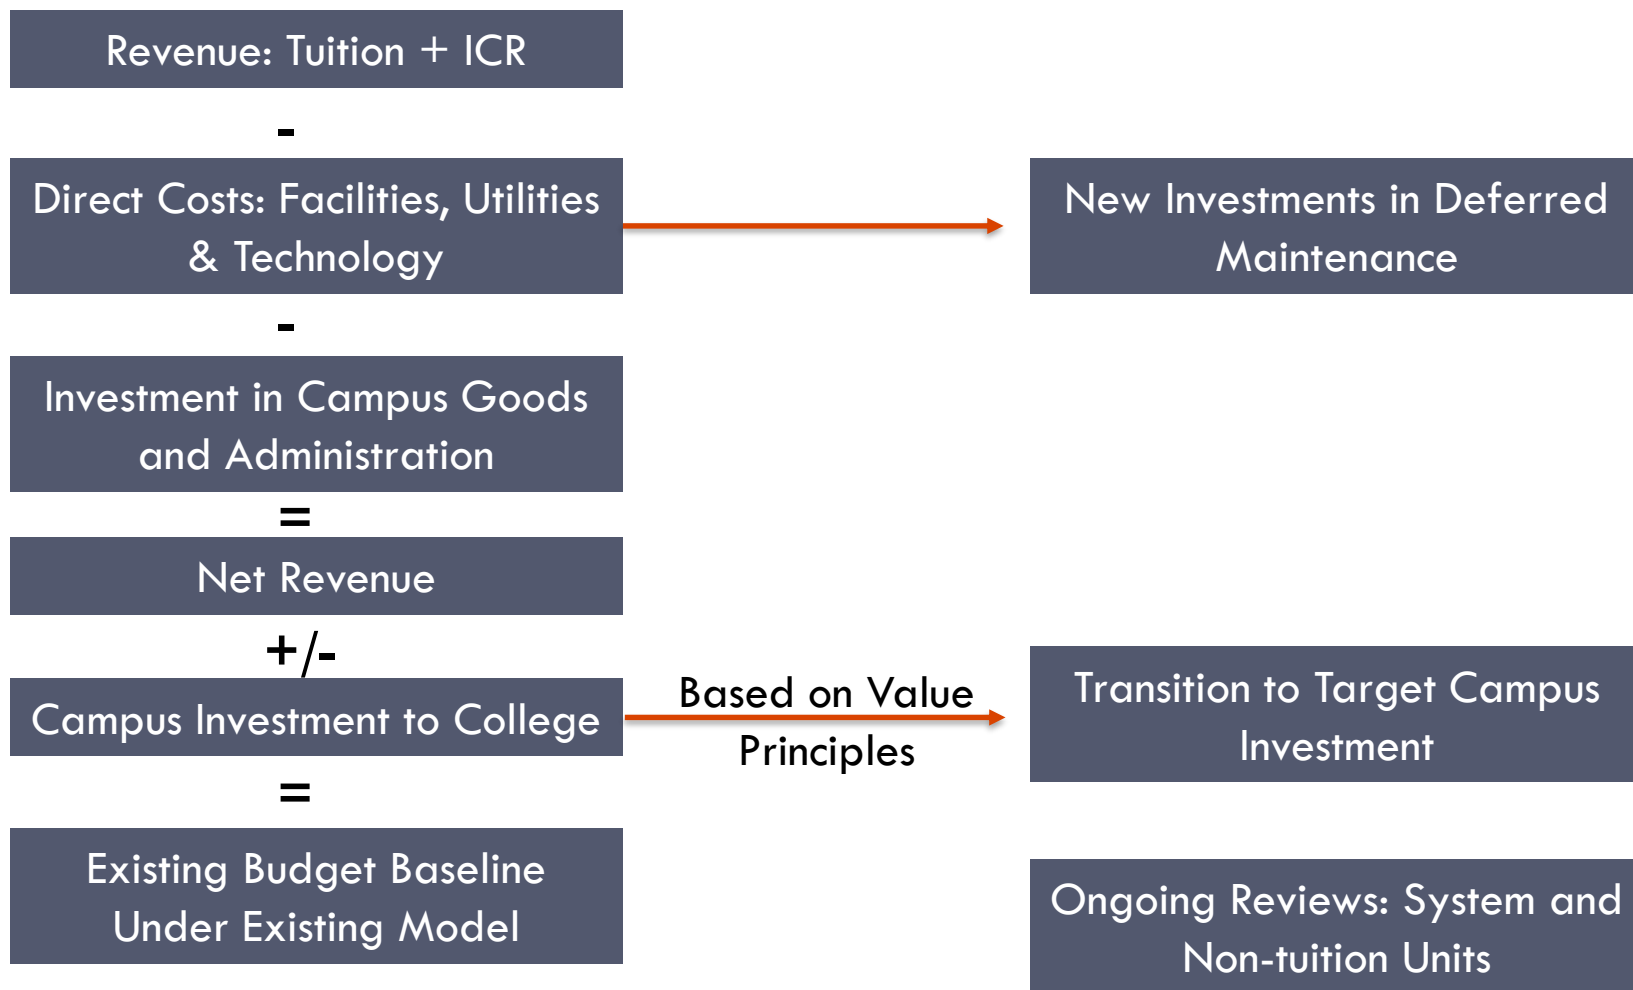 Revenue: Tuition + ICR
-
Direct Costs: Facilities, Utilities
& Technology
New Investments in Deferred
Maintenance
-
Investment in Campus Goods
and Administration
=
Net Revenue
+/-
Campus Investment to College
Based on Value
Principles
Transition to Target Campus
Investment
=
Existing Budget Baseline
Under Existing Model
Ongoing Reviews: System and
Non-tuition Units